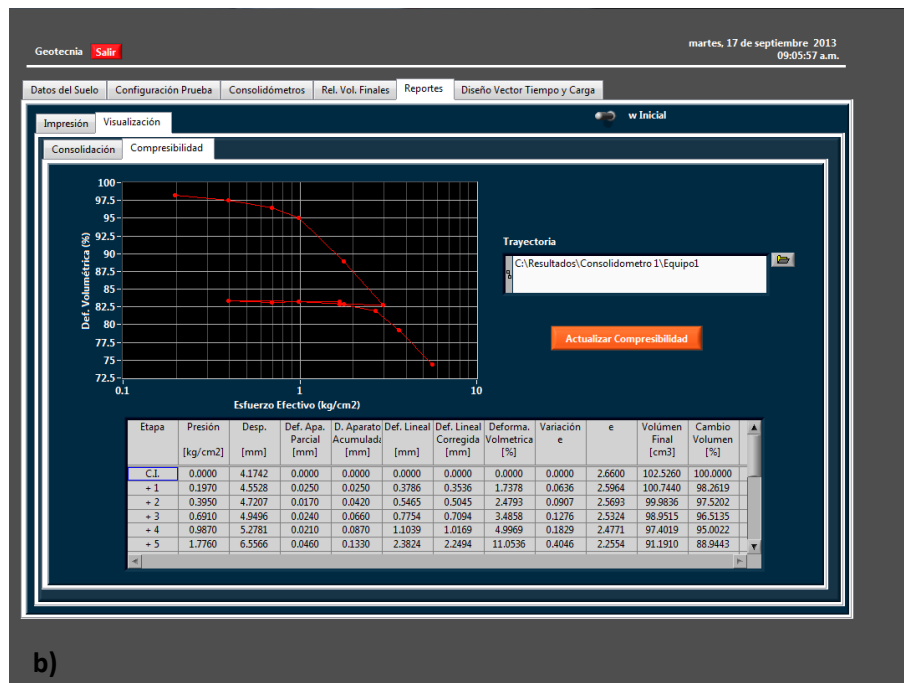 martes, 17 de septiembre 2013
Geotecnia Salir
09:05:57 a.m.
Datos del Suelo Configuración Prueba Consolidómetros Rel. Vol. Finales Reportes Diseño Vector Tiempo y Carga
Impresión Visualización w Inicial
Consolidación Compresibilidad
100
97.5
95
92.5
90
87.5
85
82.5
80
77.5
75
72.5
Def. Volumétrica (%)
0.1 1 10
Esfuerzo Efectivo (kg/cm2)
Trayectoria
C:\Resultados\Consolidometro 1\Equipo1
Actualizar Compresibilidad
Etapa Presión Desp. Def. Apa. D. Aparato Def. Lineal Def. Lineal Deforma. Variación e Volúmen Cambio
Parcial Acumulada Corregida Volmetrica e Final Volumen
[kg/cm2] [mm] [mm] [mm] [mm] [mm] [%] [cm3] [%]
C.I. 0.0000 4.1742 0.0000 0.0000 0.0000 0.0000 0.0000 0.0000 2.6600 102.5260 100.0000
+ 1 0.1970 4.5528 0.0250 0.0250 0.3786 0.3536 1.7378 0.0636 2.5964 100.7440 98.2619
+ 2 0.3950 4.7207 0.0170 0.0420 0.5465 0.5045 2.4793 0.0907 2.5693 99.9836 97.5202
+ 3 0.6910 4.9496 0.0240 0.0660 0.7754 0.7094 3.4858 0.1276 2.5324 98.9515 96.5135
+ 4 0.9870 5.2781 0.0210 0.0870 1.1039 1.0169 4.9969 0.1829 2.4771 97.4019 95.0022
+ 5 1.7760 6.5566 0.0460 0.1330 2.3824 2.2494 11.0536 0.4046 2.2554 91.1910 88.9443
b)